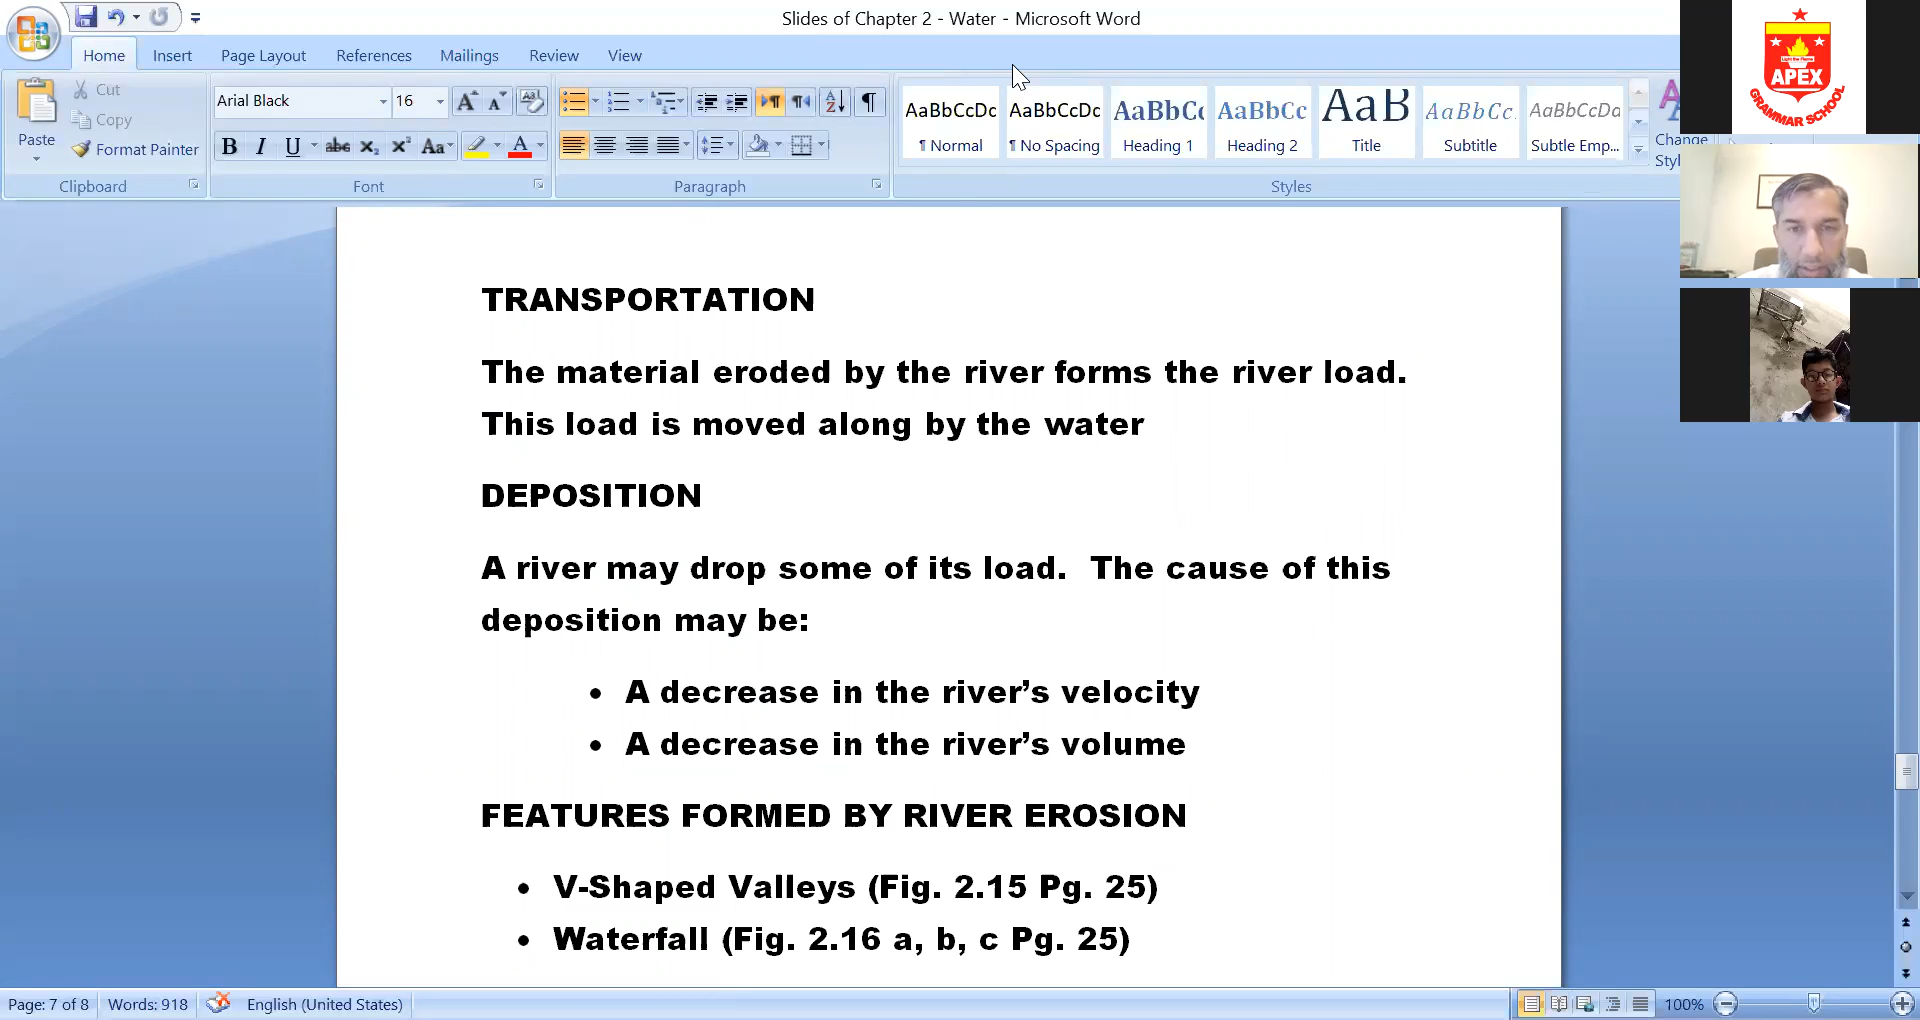 Slides of Chapter 2 - Water - Microsoft Word
Home Insert Page Layout References Mailings Review View
Paste
Cut
Copy
Format Painter
Clipboard
Arial Black 16
Font
Paragraph
AaBbCcDc AaBbCcDc AaBbCc AaBbCc AaB AaBbCc. AaBbCcDa
¶ Normal ¶ No Spacing Heading 1 Heading 2 Title Subtitle Subtle Emp...
Change
Styles
APEX
GRAMMAR SCHOOL
TRANSPORTATION
The material eroded by the river forms the river load.
This load is moved along by the water
DEPOSITION
A river may drop some of its load.  The cause of this
deposition may be:
• A decrease in the river’s velocity
• A decrease in the river’s volume
FEATURES FORMED BY RIVER EROSION
• V-Shaped Valleys (Fig. 2.15 Pg. 25)
• Waterfall (Fig. 2.16 a, b, c Pg. 25)
Page: 7 of 8 Words: 918 English (United States) 100%